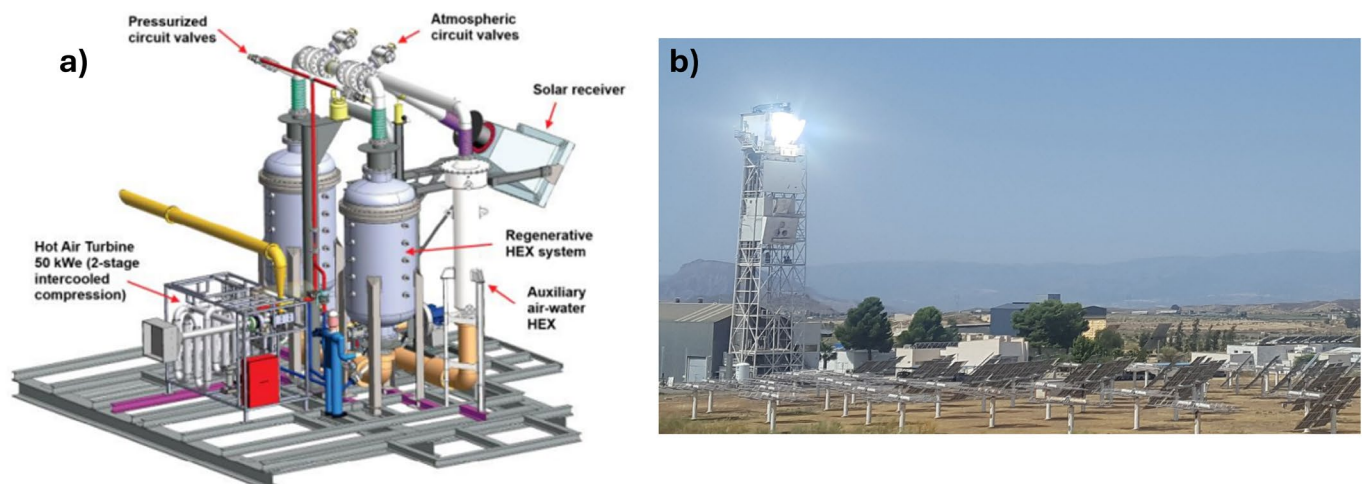 a)
Pressurized
circuit valves
Atmospheric
circuit valves
Solar receiver
Hot Air Turbine
50 kWe (2-stage
intercooled
compression)
Regenerative
HEX system
Auxiliary
air-water
HEX
b)